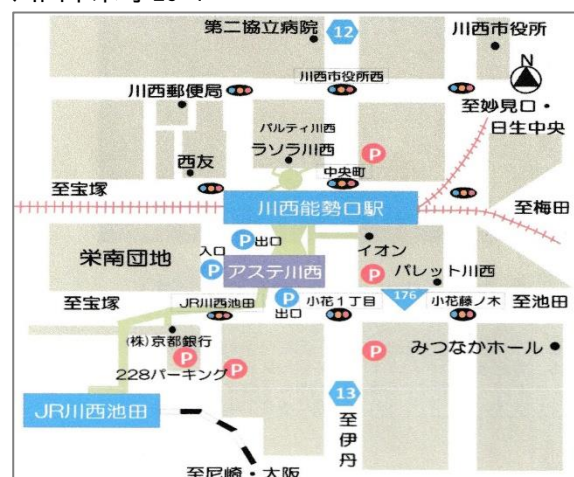 第二協立病院
12
川西市役所
川西市役所西
N
川西郵便局
至妙見口・
日生中央
パルティ川西
ラソラ川西
P
西友
中央町
至宝塚
川西能勢口駅
至梅田
P出口
イオン
栄南団地
入口
P
アステ川西
P
パレット川西
至宝塚
JR川西池田
P
出口
小花1丁目
176
小花藤ノ木
至池田
(株)京都銀行
P
P
みつなかホール
228パーキング
P
JR川西池田
13
至伊丹
至尼崎・大阪